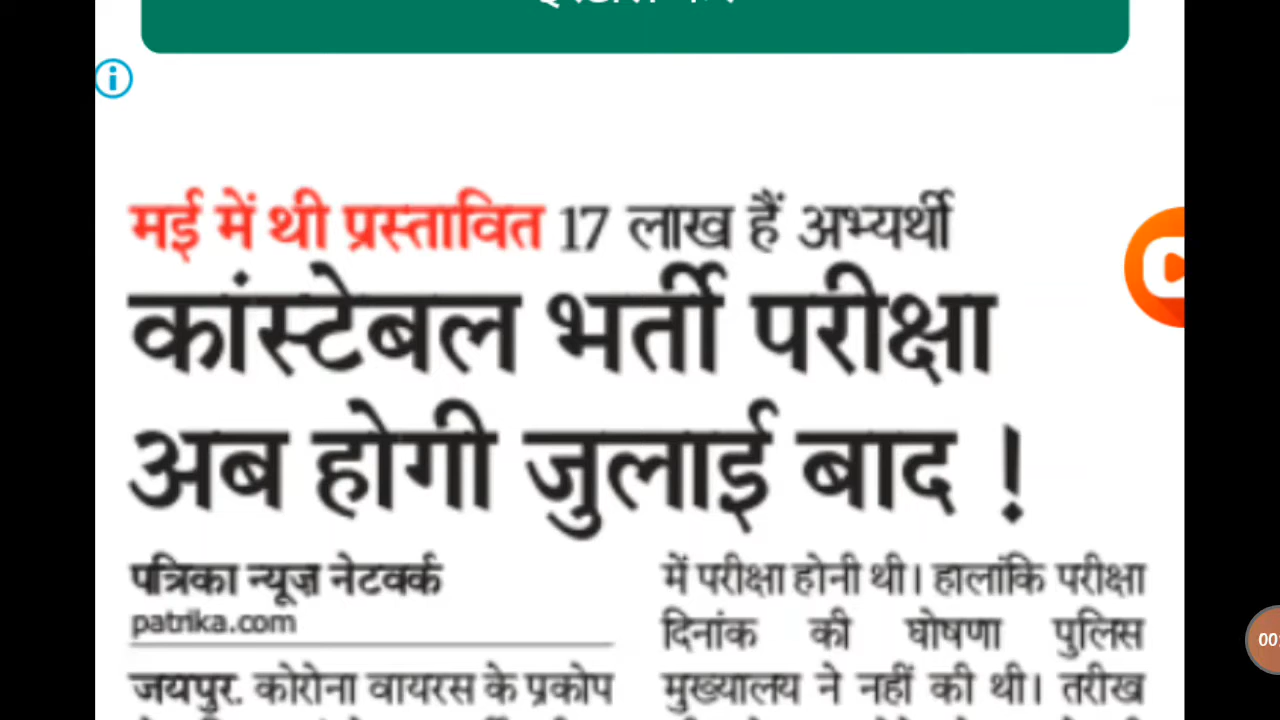 मई में थी प्रस्तावित 17 लाख हैं अभ्यर्थी
कांस्टेबल भर्ती परीक्षा
अब होगी जुलाई बाद !
पत्रिका न्यूज़ नेटवर्क
patrika.com
जयपुर. कोरोना वायरस के प्रकोप
में परीक्षा होनी थी। हालांकि परीक्षा
दिनांक की घोषणा पुलिस
मुख्यालय ने नहीं की थी। तारीख